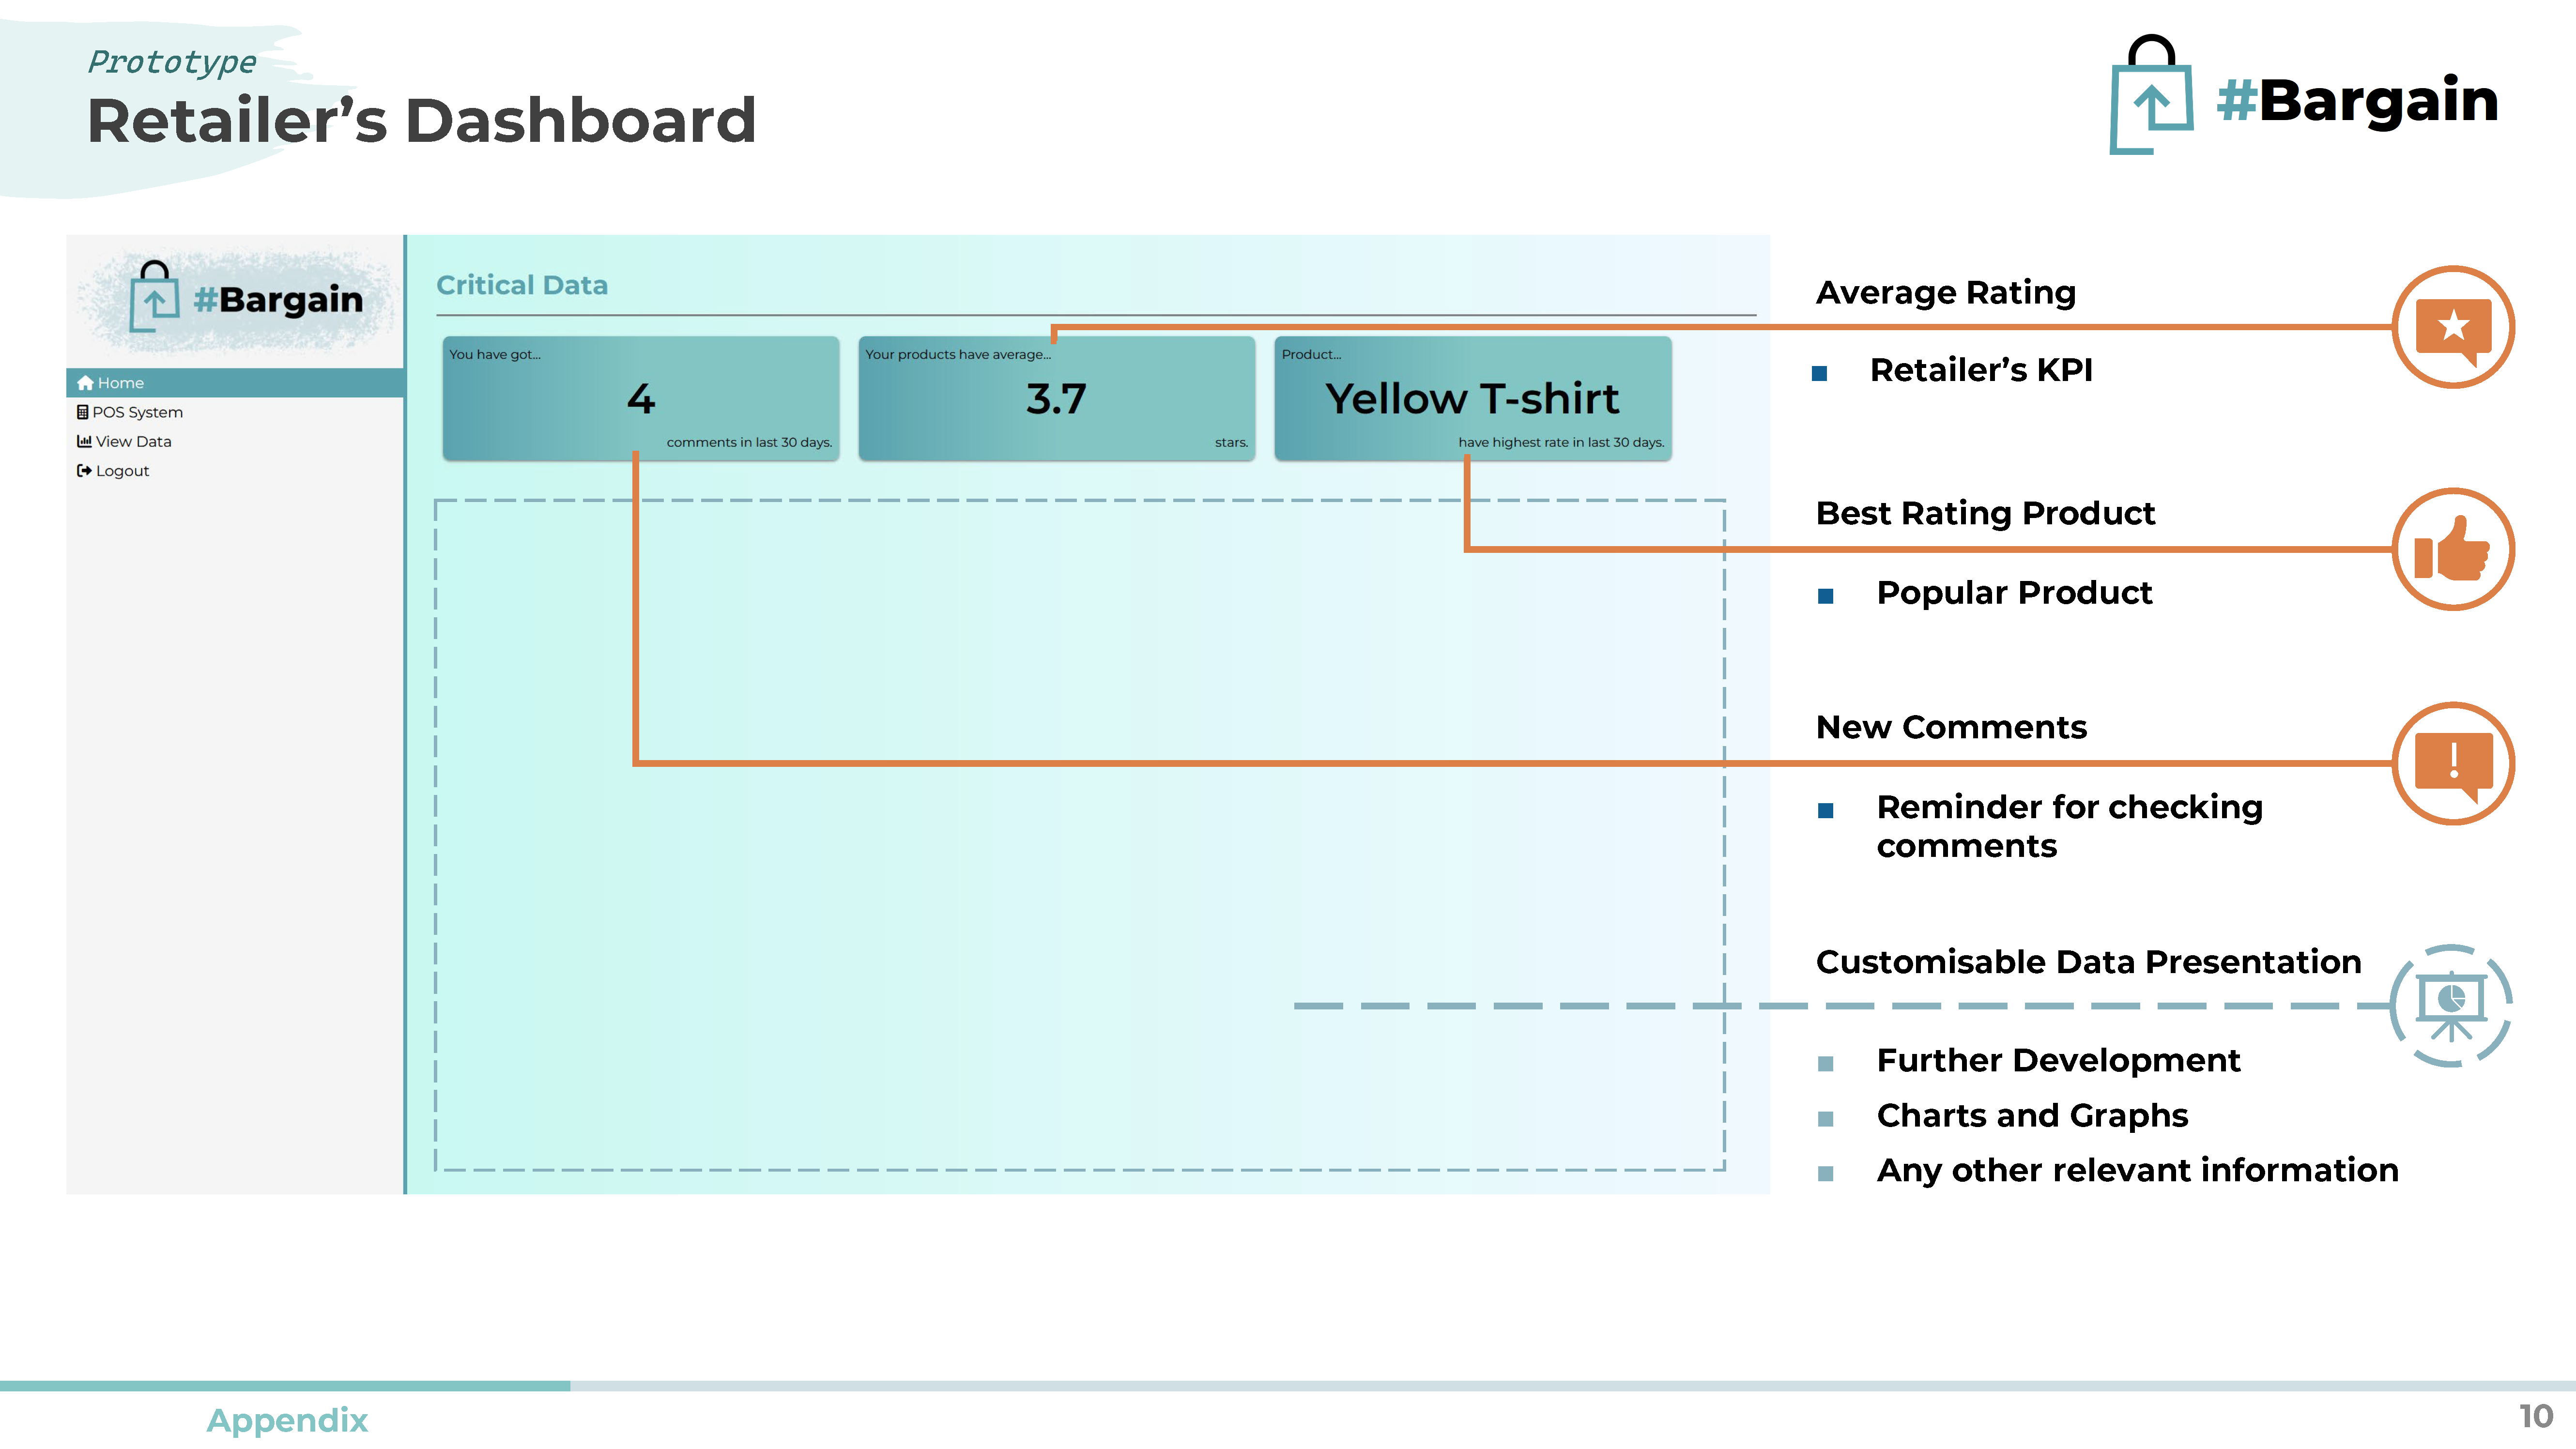 Prototype
Retailer’s Dashboard
#Bargain
#Bargain
Home
POS System
View Data
Logout
Critical Data
You have got...
4
comments in last 30 days.
Your products have average...
3.7
stars.
Product...
Yellow T-shirt
have highest rate in last 30 days.
Average Rating
Retailer’s KPI
Best Rating Product
Popular Product
New Comments
Reminder for checking
comments
Customisable Data Presentation
Further Development
Charts and Graphs
Any other relevant information
Appendix
10